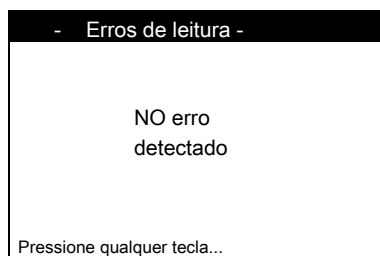 - Erros de leitura -
NO erro
detectado
Pressione qualquer tecla...